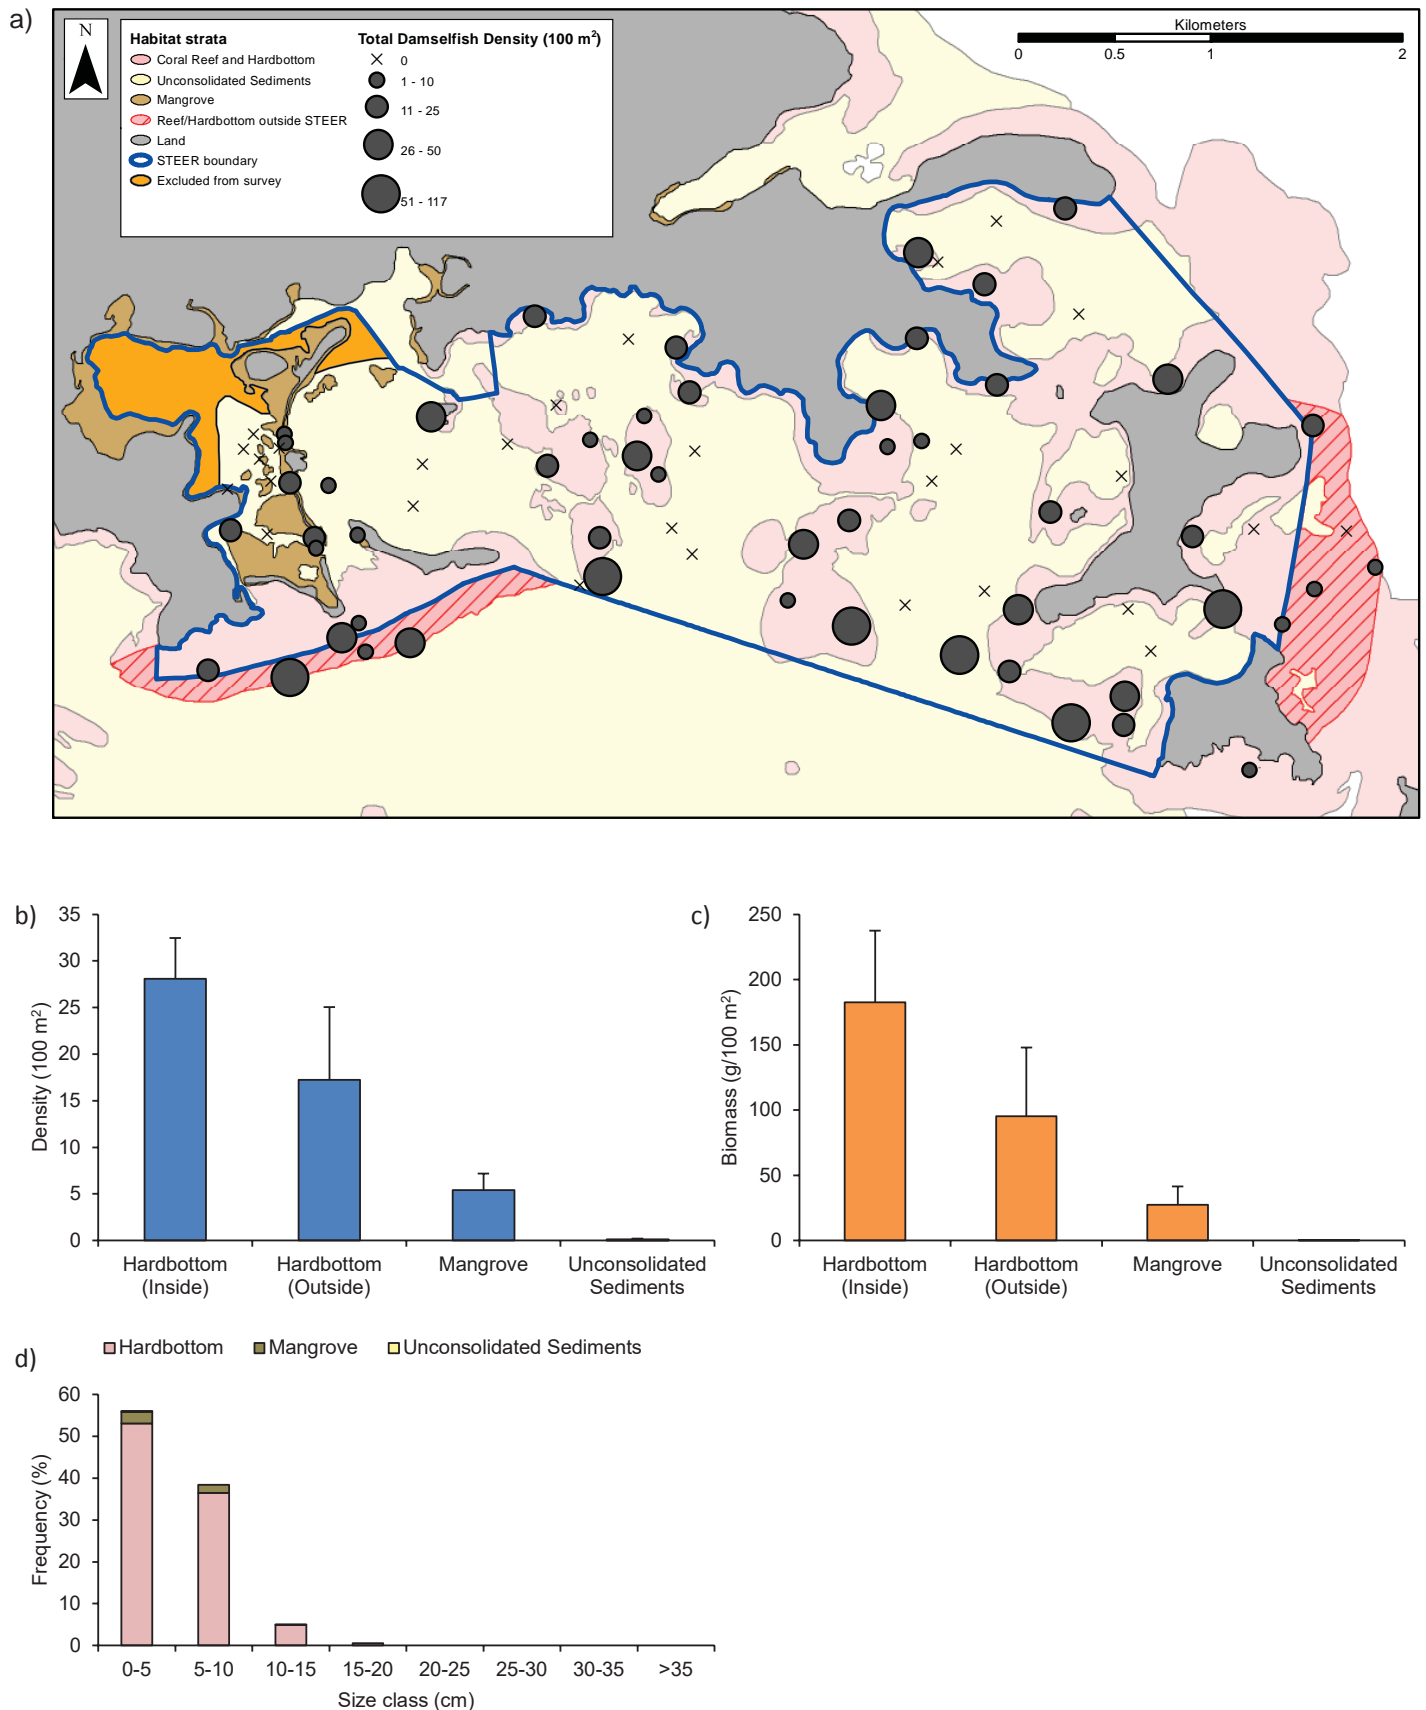 a)
N
Habitat strata
Coral Reef and Hardbottom
Unconsolidated Sediments
Mangrove
Reef/Hardbottom outside STEER
Land
STEER boundary
Excluded from survey
Total Damselfish Density (100 m²)
0
1 - 10
11 - 25
26 - 50
51 - 117
Kilometers
0 0.5 1 2
b)
Density (100 m²)
35
30
25
20
15
10
5
0
Hardbottom (Inside)
Hardbottom (Outside)
Mangrove
Unconsolidated Sediments
c)
Biomass (g/100 m²)
250
200
150
100
50
0
Hardbottom (Inside)
Hardbottom (Outside)
Mangrove
Unconsolidated Sediments
d)
Hardbottom Mangrove Unconsolidated Sediments
Frequency (%)
60
50
40
30
20
10
0
0-5 5-10 10-15 15-20 20-25 25-30 30-35 >35
Size class (cm)